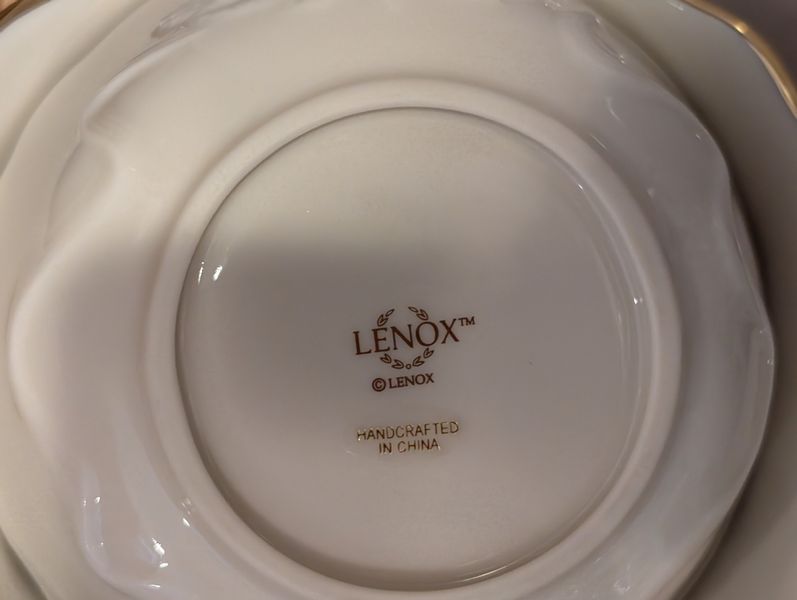 LENOX™
© LENOX
HANDCRAFTED
IN CHINA